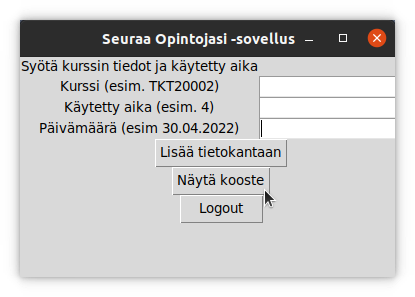 Seuraa Opintojasi -sovellus
Syötä kurssin tiedot ja käytetty aika
Kurssi (esim. TKT20002)
Käytetty aika (esim. 4)
Päivämäärä (esim 30.04.2022)
Lisää tietokantaan
Näytä kooste
Logout